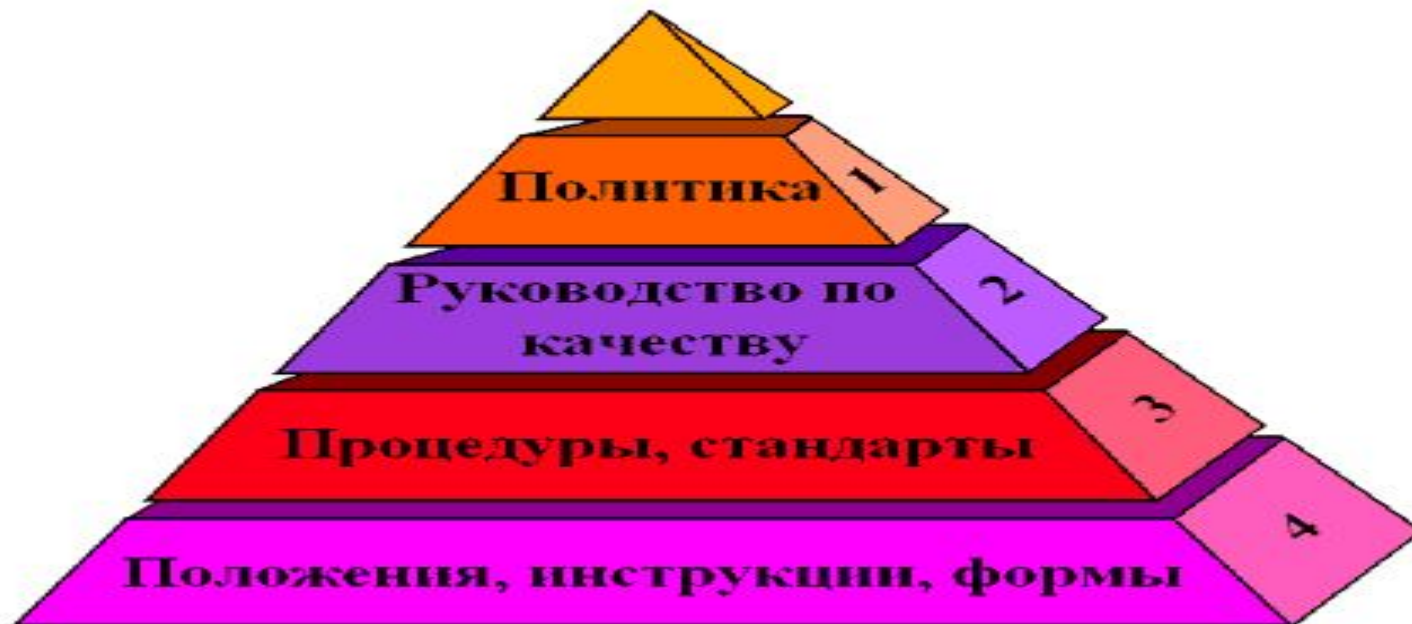 Политика
1
Руководство по
качеству
2
Процедуры, стандарты
3
Положения, инструкции, формы
4